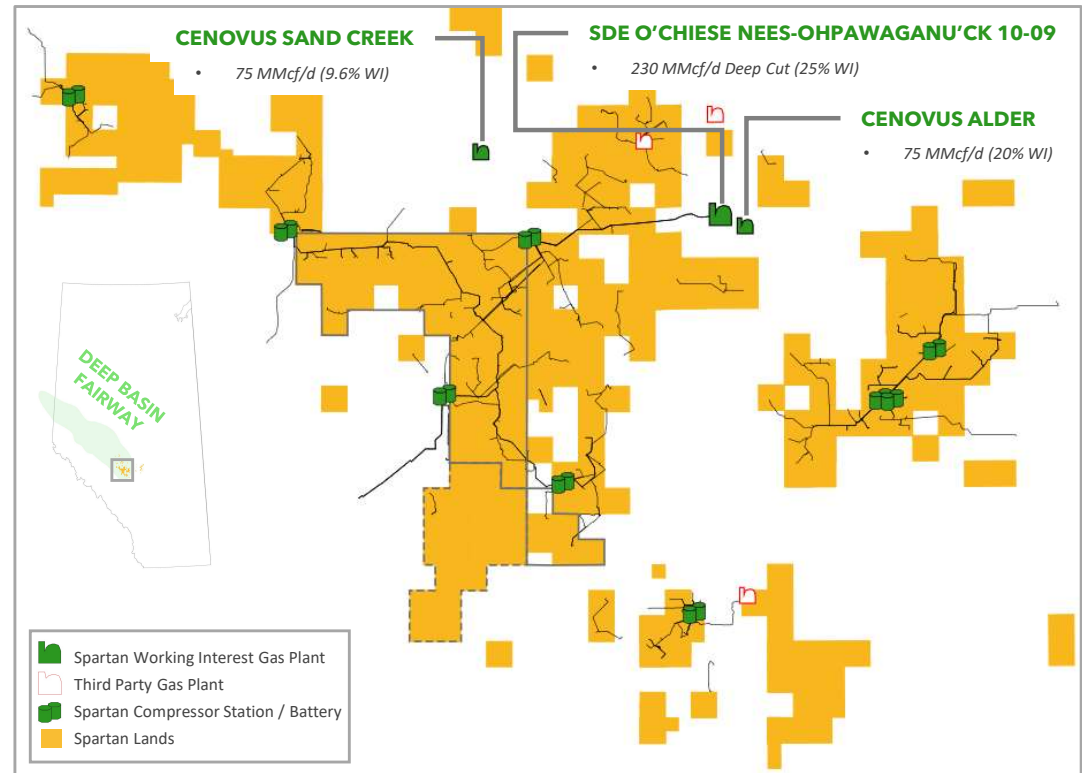 CENOVUS SAND CREEK
• 75 MMcf/d (9.6% WI)
SDE O’CHIESE NEES-OHPAWAGANU’CK 10-09
• 230 MMcf/d Deep Cut (25% WI)
CENOVUS ALDER
• 75 MMcf/d (20% WI)
DEEP BASIN
FAIRWAY
Spartan Working Interest Gas Plant
Third Party Gas Plant
Spartan Compressor Station / Battery
Spartan Lands